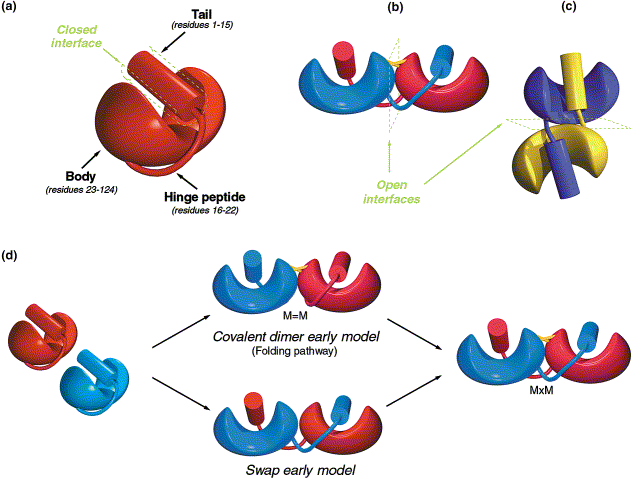 (a)
Tail
(residues 1-15)
Closed
interface
Body
(residues 23-124)
Hinge peptide
(residues 16-22)
(b)
Open
interfaces
(c)
(d)
M=M
Covalent dimer early model
(Folding pathway)
Swap early model
MxM